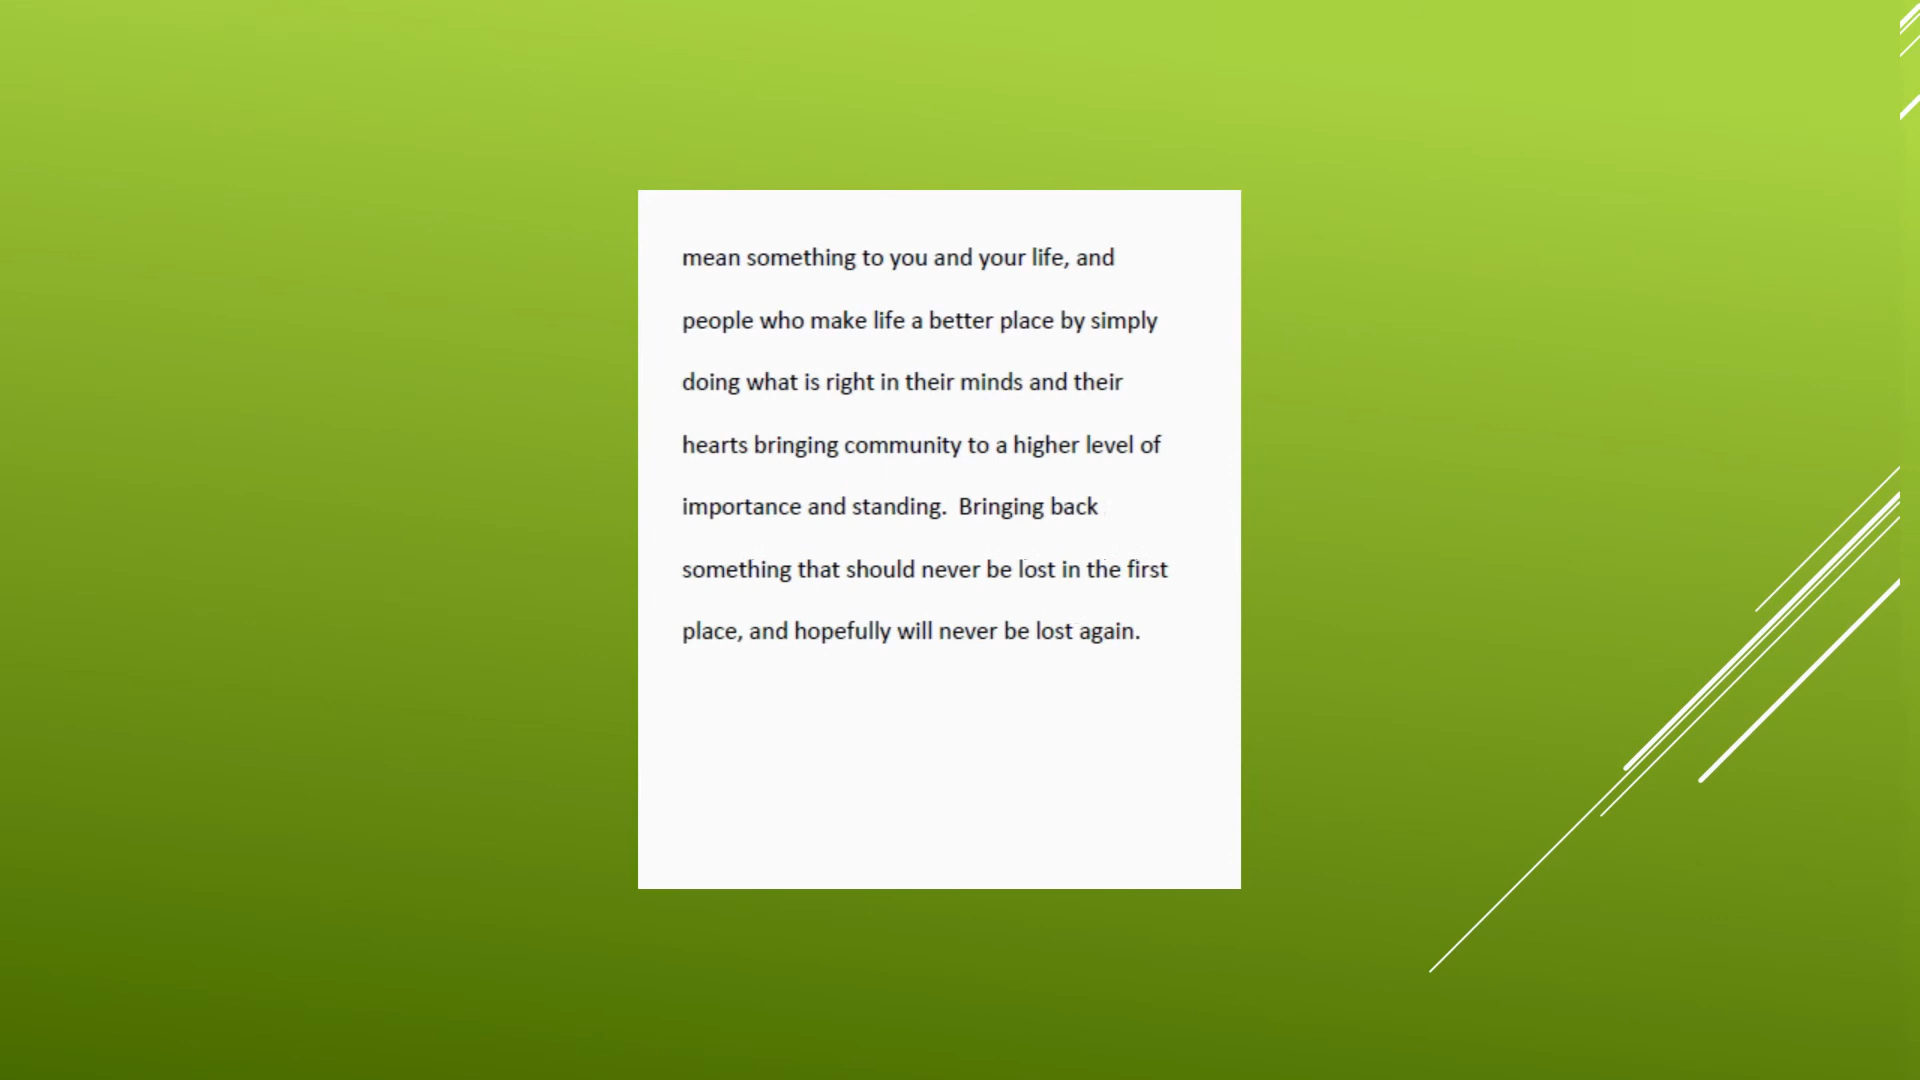 mean something to you and your life, and
people who make life a better place by simply
doing what is right in their minds and their
hearts bringing community to a higher level of
importance and standing.  Bringing back
something that should never be lost in the first
place, and hopefully will never be lost again.